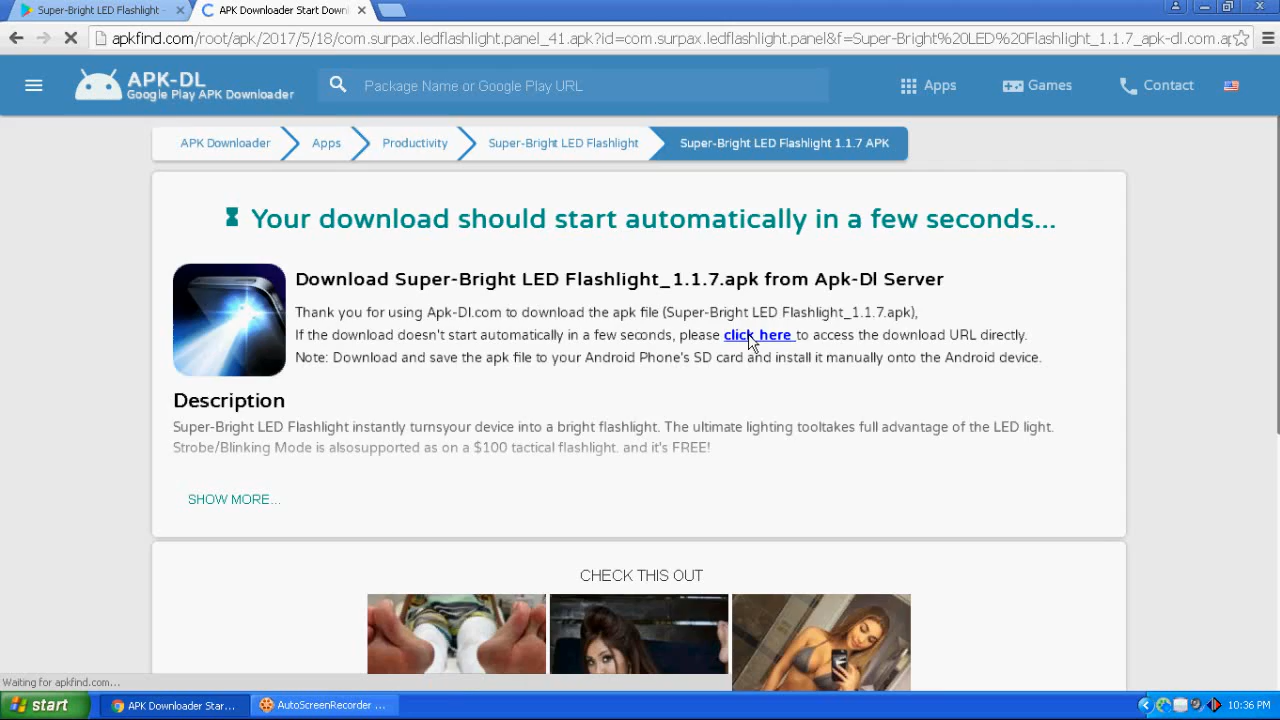 Super-Bright LED Flashlight
APK Downloader Start Down
apkfind.com/root/apk/2017/5/18/com.surpax.ledflashlight.panel_41.apk?id=com.surpax.ledflashlight.panel&f=Super-Bright%20LED%20Flashlight_1.1.7_apk-dl.com.ap
APK-DL
Google Play APK Downloader
Package Name or Google Play URL
Apps
Games
Contact
APK Downloader
Apps
Productivity
Super-Bright LED Flashlight
Super-Bright LED Flashlight 1.1.7 APK
Your download should start automatically in a few seconds...
Download Super-Bright LED Flashlight_1.1.7.apk from Apk-Dl Server
Thank you for using Apk-Dl.com to download the apk file (Super-Bright LED Flashlight_1.1.7.apk),
If the download doesn't start automatically in a few seconds, please click here to access the download URL directly.
Note: Download and save the apk file to your Android Phone's SD card and install it manually onto the Android device.
Description
Super-Bright LED Flashlight instantly turnsyour device into a bright flashlight. The ultimate lighting tooltakes full advantage of the LED light.
Strobe/Blinking Mode is alsosupported as on a $100 tactical flashlight. and it's FREE!
SHOW MORE...
CHECK THIS OUT
Waiting for apkfind.com...
start
APK Downloader Star...
AutoScreenRecorder ...
10:36 PM